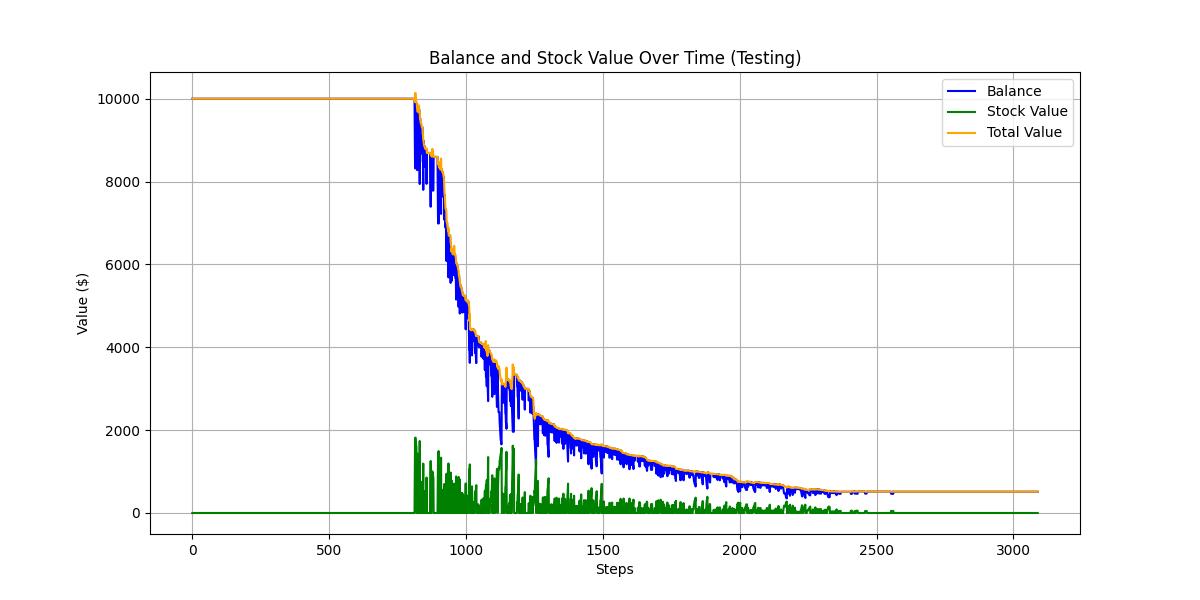 Balance and Stock Value Over Time (Testing)
Balance
Stock Value
Total Value
Value ($)
10000
8000
6000
4000
2000
0
0 500 1000 1500 2000 2500 3000
Steps